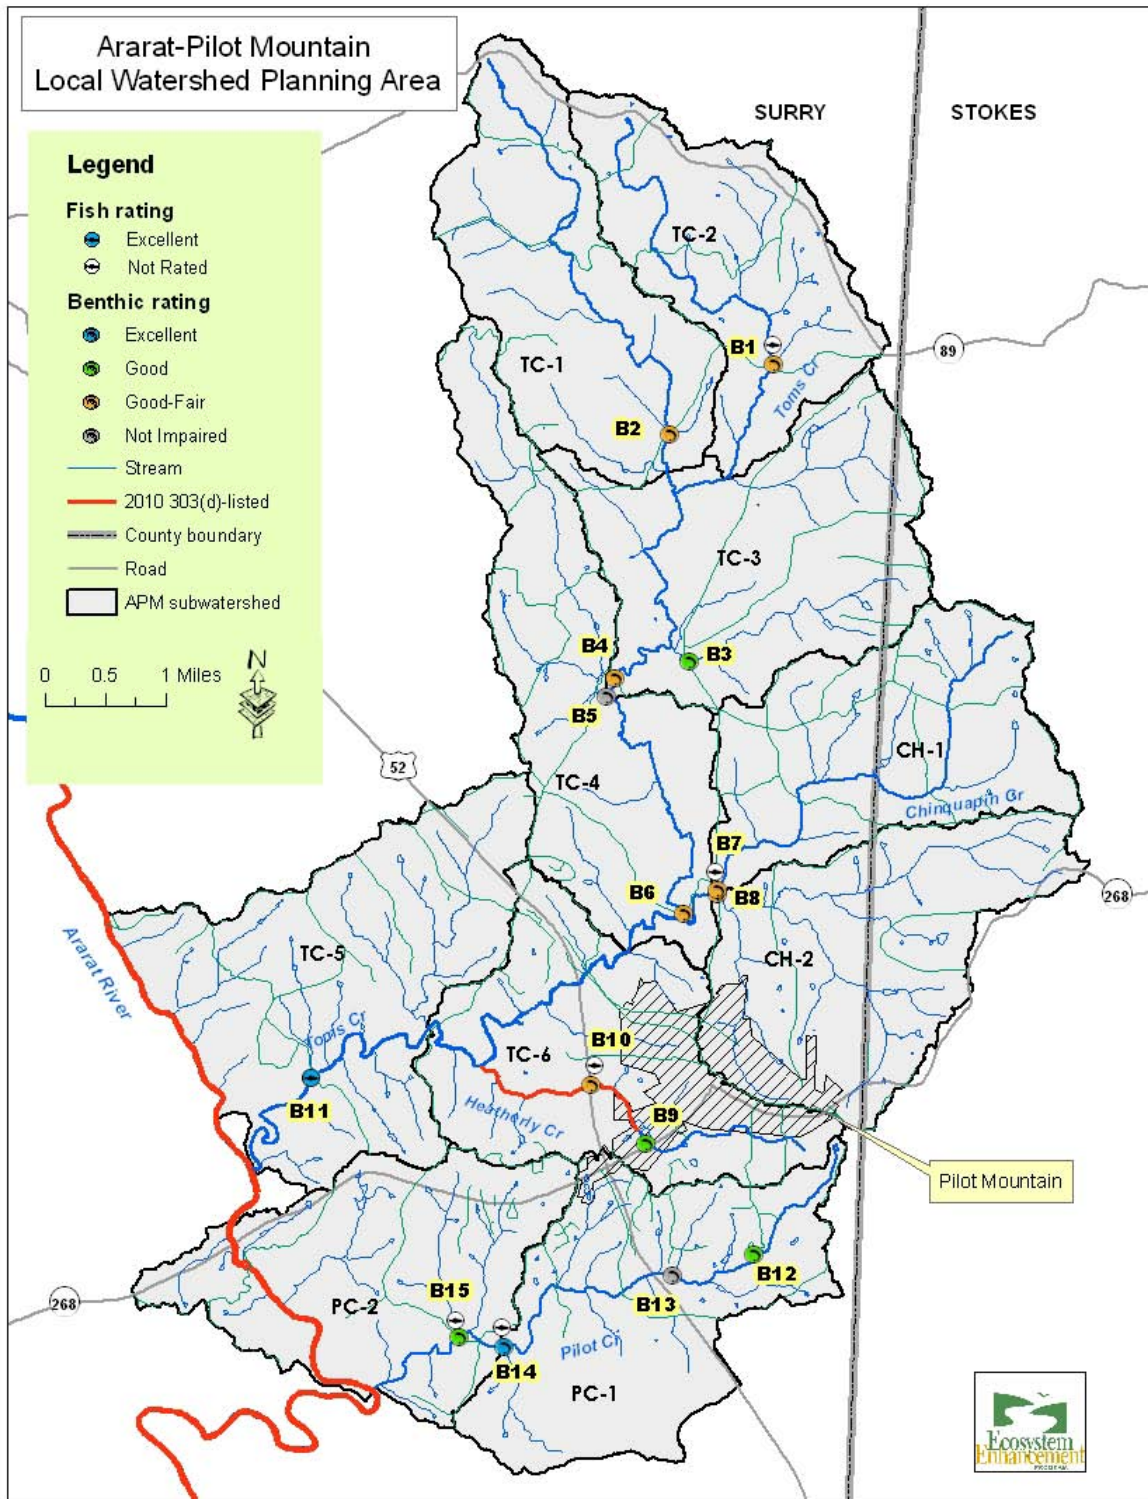 Ararat-Pilot Mountain
Local Watershed Planning Area
SURRY
STOKES
Legend
Fish rating
Excellent
Not Rated
Benthic rating
Excellent
Good
Good-Fair
Not Impaired
Stream
2010 303(d)-listed
County boundary
Road
APM subwatershed
0 0.5 1 Miles
N
TC-2
B1
89
TC-1
Toms Cr
B2
TC-3
B4
B3
B5
CH-1
52
TC-4
Chinquapin Cr
B7
B6
B8
268
Ararat River
TC-5
CH-2
Toms Cr
B10
TC-6
B11
Heatherly Cr
B9
Pilot Mountain
B12
268
B15
B13
PC-2
Pilot Cr
B14
PC-1
Ecosystem
Enhancement
PROGRAM